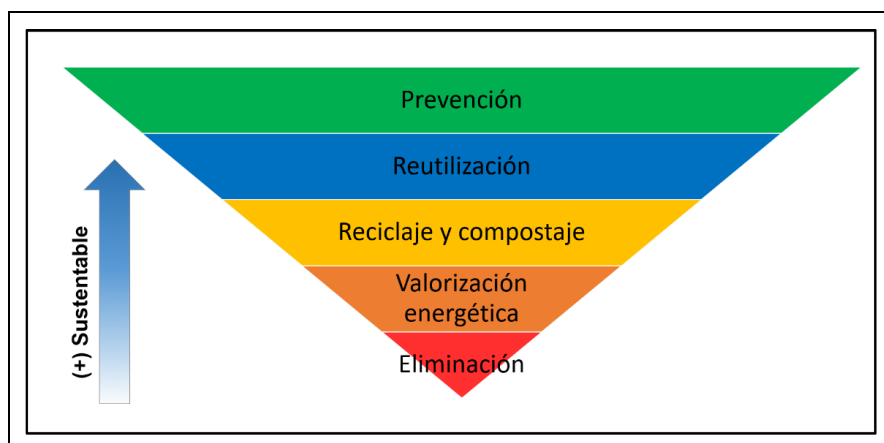 Prevención
Reutilización
Reciclaje y compostaje
Valorización
energética
Eliminación
(+) Sustentable